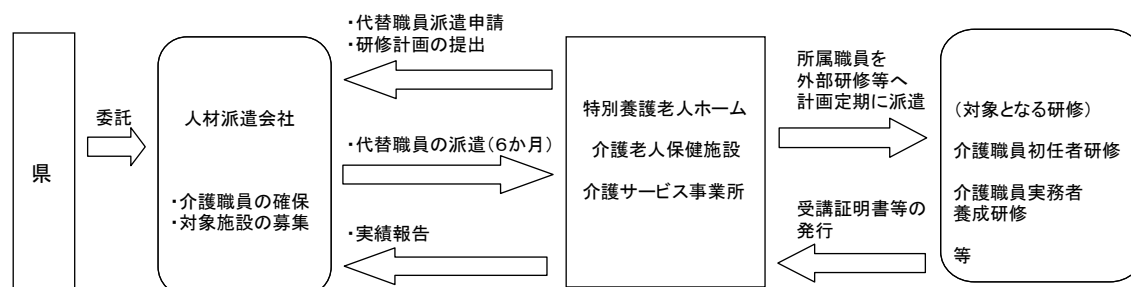 県
委託
人材派遣会社
・介護職員の確保
・対象施設の募集
・代替職員派遣申請
・研修計画の提出
・代替職員の派遣(6か月)
・実績報告
特別養護老人ホーム
介護老人保健施設
介護サービス事業所
所属職員を
外部研修等へ
計画定期に派遣
受講証明書等の
発行
(対象となる研修)
介護職員初任者研修
介護職員実務者
養成研修
等